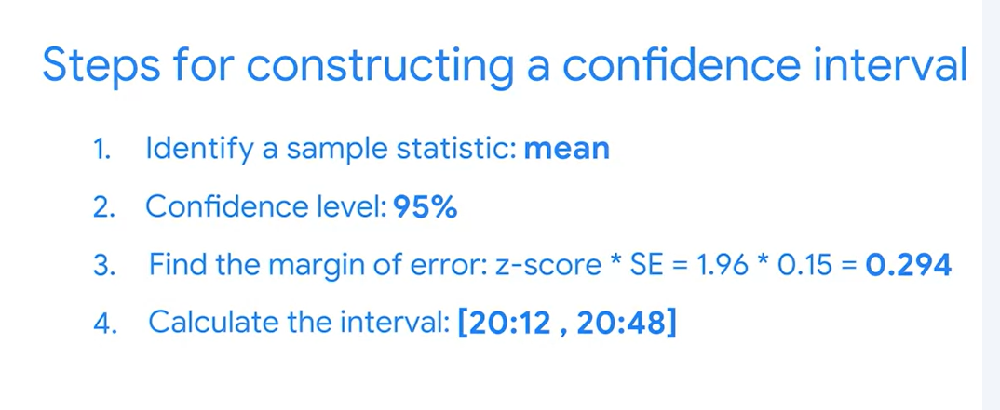 Steps for constructing a confidence interval
1. Identify a sample statistic: mean
2. Confidence level: 95%
3. Find the margin of error: z-score * SE = 1.96 * 0.15 = 0.294
4. Calculate the interval: [20:12 , 20:48]